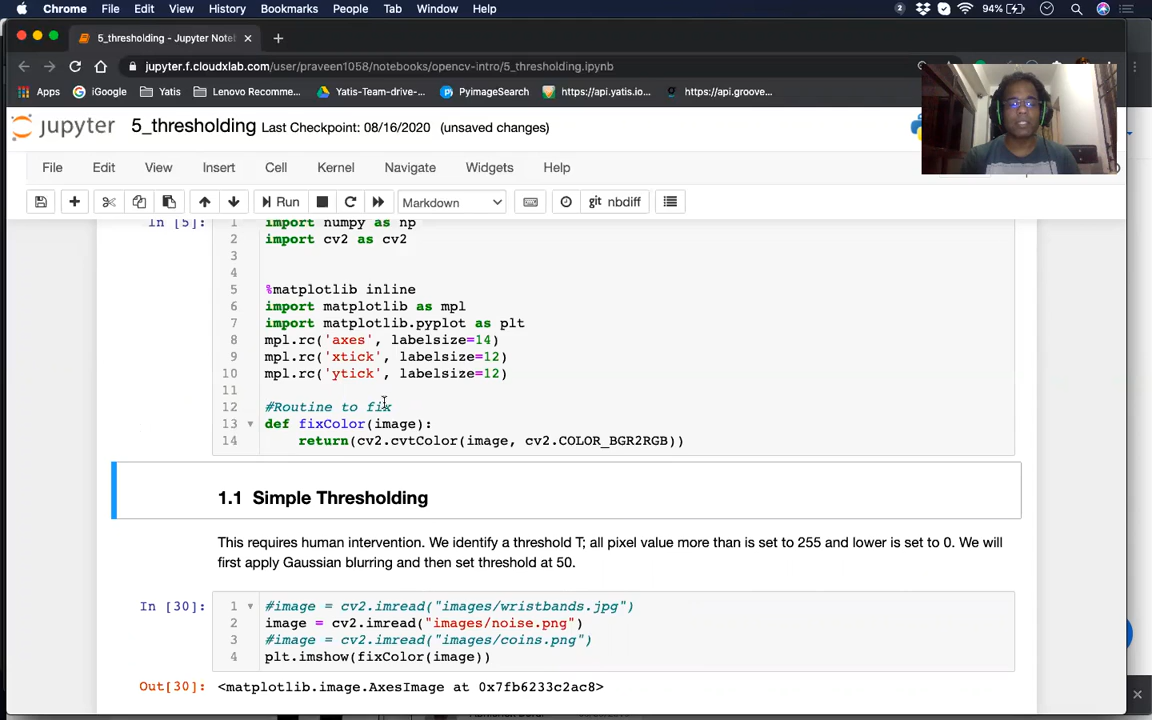 Chrome File Edit View History Bookmarks People Tab Window Help 2 94%
5_thresholding - Jupyter Note
jupyter.f.cloudxlab.com/user/praveen1058/notebooks/opencv-intro/5_thresholding.ipynb
Apps iGoogle Yatis Lenovo Recomme... Yatis-Team-drive-... PyimageSearch https://api.yatis.io... https://api.groove...
jupyter 5_thresholding Last Checkpoint: 08/16/2020 (unsaved changes)
File Edit View Insert Cell Kernel Widgets Help
Run Markdown git nbdiff
In [5]: 1 import numpy as np
2 import cv2 as cv2
3
4
5 %matplotlib inline
6 import matplotlib as mpl
7 import matplotlib.pyplot as plt
8 mpl.rc('axes', labelsize=14)
9 mpl.rc('xtick', labelsize=12)
10 mpl.rc('ytick', labelsize=12)
11
12 #Routine to fix
13 def fixColor(image):
14 return(cv2.cvtColor(image, cv2.COLOR_BGR2RGB))
1.1 Simple Thresholding
This requires human intervention. We identify a threshold T; all pixel value more than is set to 255 and lower is set to 0. We will
first apply Gaussian blurring and then set threshold at 50.
In [30]: 1 #image = cv2.imread("images/wristbands.jpg")
2 image = cv2.imread("images/noise.png")
3 #image = cv2.imread("images/coins.png")
4 plt.imshow(fixColor(image))
Out[30]: <matplotlib.image.AxesImage at 0x7fb6233c2ac8>